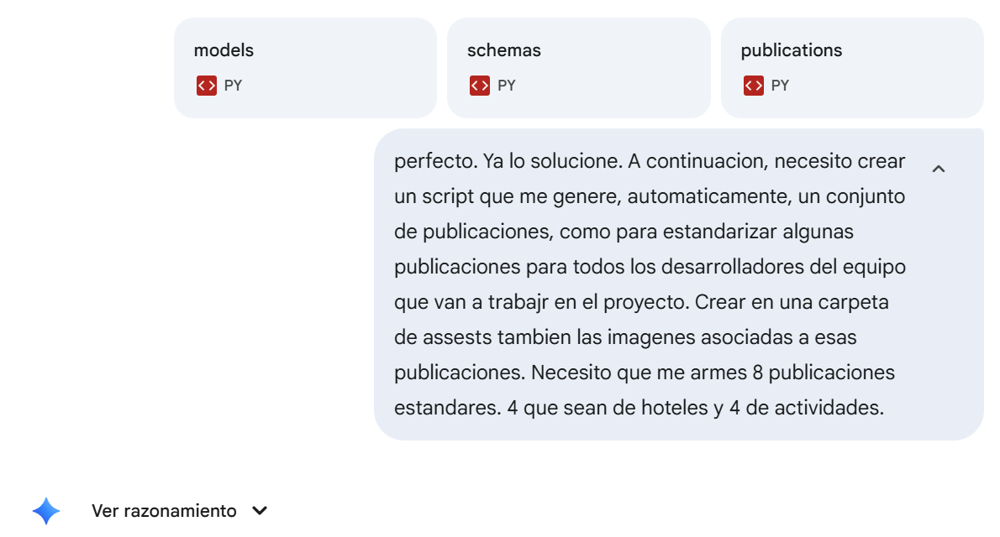 models
schemas
publications
PY
PY
PY
perfecto. Ya lo solucione. A continuacion, necesito crear
un script que me genere, automaticamente, un conjunto
de publicaciones, como para estandarizar algunas
publicaciones para todos los desarrolladores del equipo
que van a trabajr en el proyecto. Crear en una carpeta
de assests tambien las imagenes asociadas a esas
publicaciones. Necesito que me armes 8 publicaciones
estandares. 4 que sean de hoteles y 4 de actividades.
Ver razonamiento